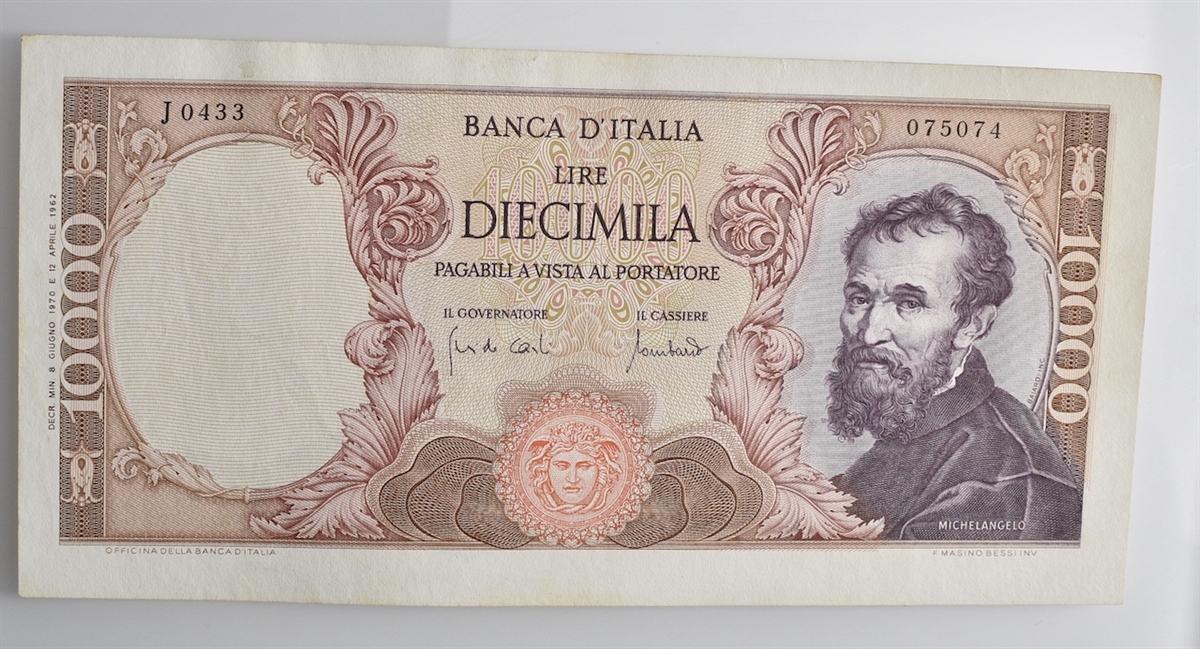 J 0433
075074
BANCA D'ITALIA
LIRE
10000
DIECIMILA
PAGABILI A VISTA AL PORTATORE
IL GOVERNATORE
IL CASSIERE
10000
10000
DECR. MIN. 8 GIUGNO 1970 E 12 APRILE 1962
MICHELANGELO
OFFICINA DELLA BANCA D'ITALIA
F. MASINO BESSI INV.